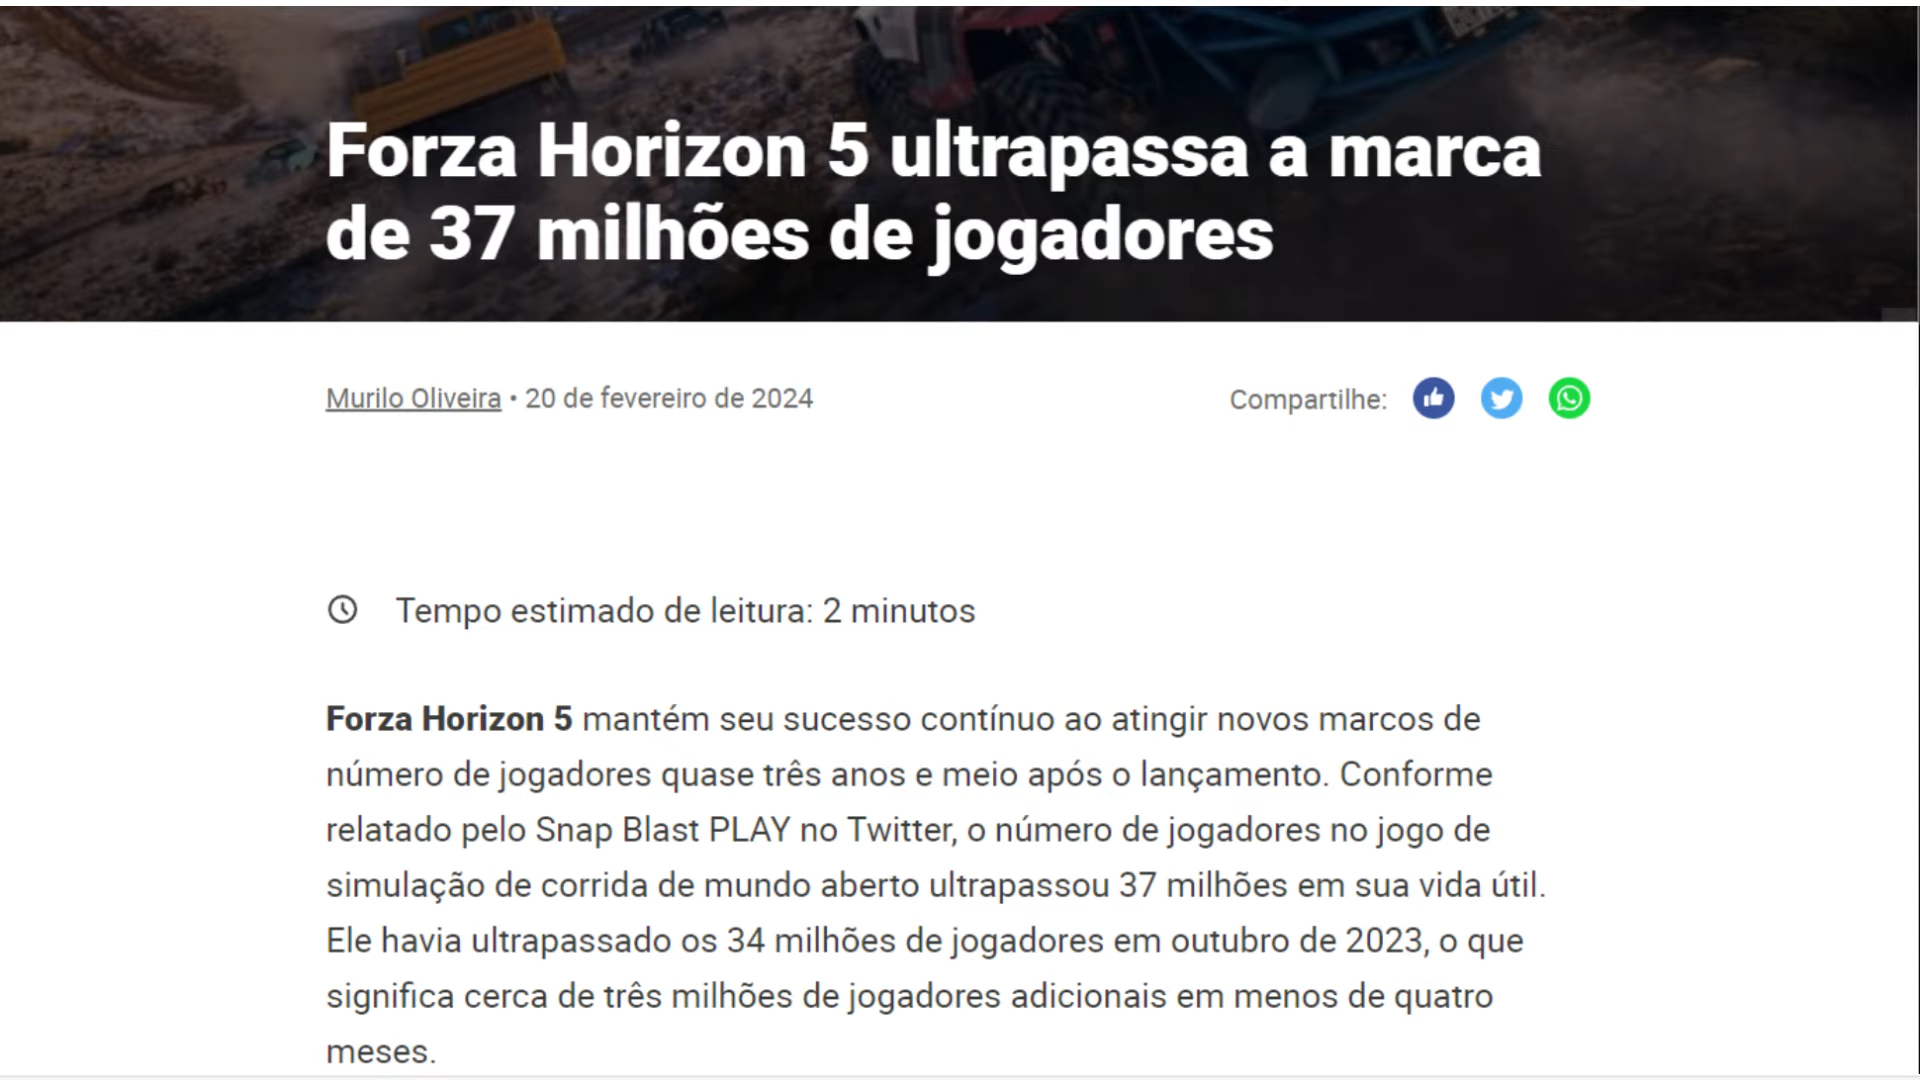 Forza Horizon 5 ultrapassa a marca
de 37 milhões de jogadores
Murilo Oliveira • 20 de fevereiro de 2024
Compartilhe:
Tempo estimado de leitura: 2 minutos
Forza Horizon 5 mantém seu sucesso contínuo ao atingir novos marcos de
número de jogadores quase três anos e meio após o lançamento. Conforme
relatado pelo Snap Blast PLAY no Twitter, o número de jogadores no jogo de
simulação de corrida de mundo aberto ultrapassou 37 milhões em sua vida útil.
Ele havia ultrapassado os 34 milhões de jogadores em outubro de 2023, o que
significa cerca de três milhões de jogadores adicionais em menos de quatro
meses.